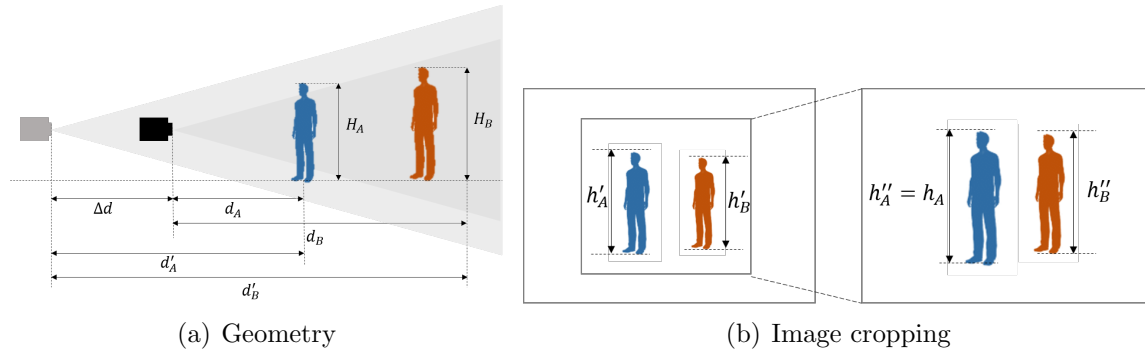 H_A
H_B
Δd
d_A
d_B
d'_A
d'_B
(a) Geometry
h'_A
h'_B
h''_A = h_A
h''_B
(b) Image cropping